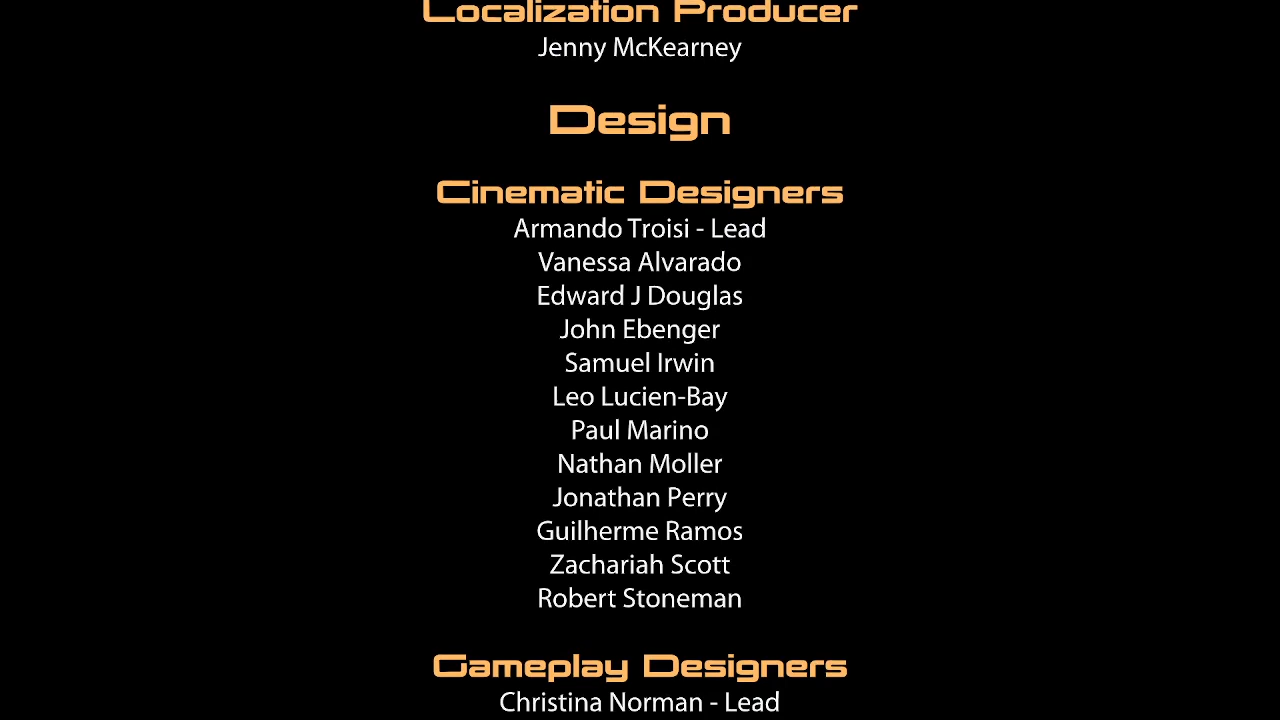 Localization Producer
Jenny McKearney
Design
Cinematic Designers
Armando Troisi - Lead
Vanessa Alvarado
Edward J Douglas
John Ebenger
Samuel Irwin
Leo Lucien-Bay
Paul Marino
Nathan Moller
Jonathan Perry
Guilherme Ramos
Zachariah Scott
Robert Stoneman
Gameplay Designers
Christina Norman - Lead